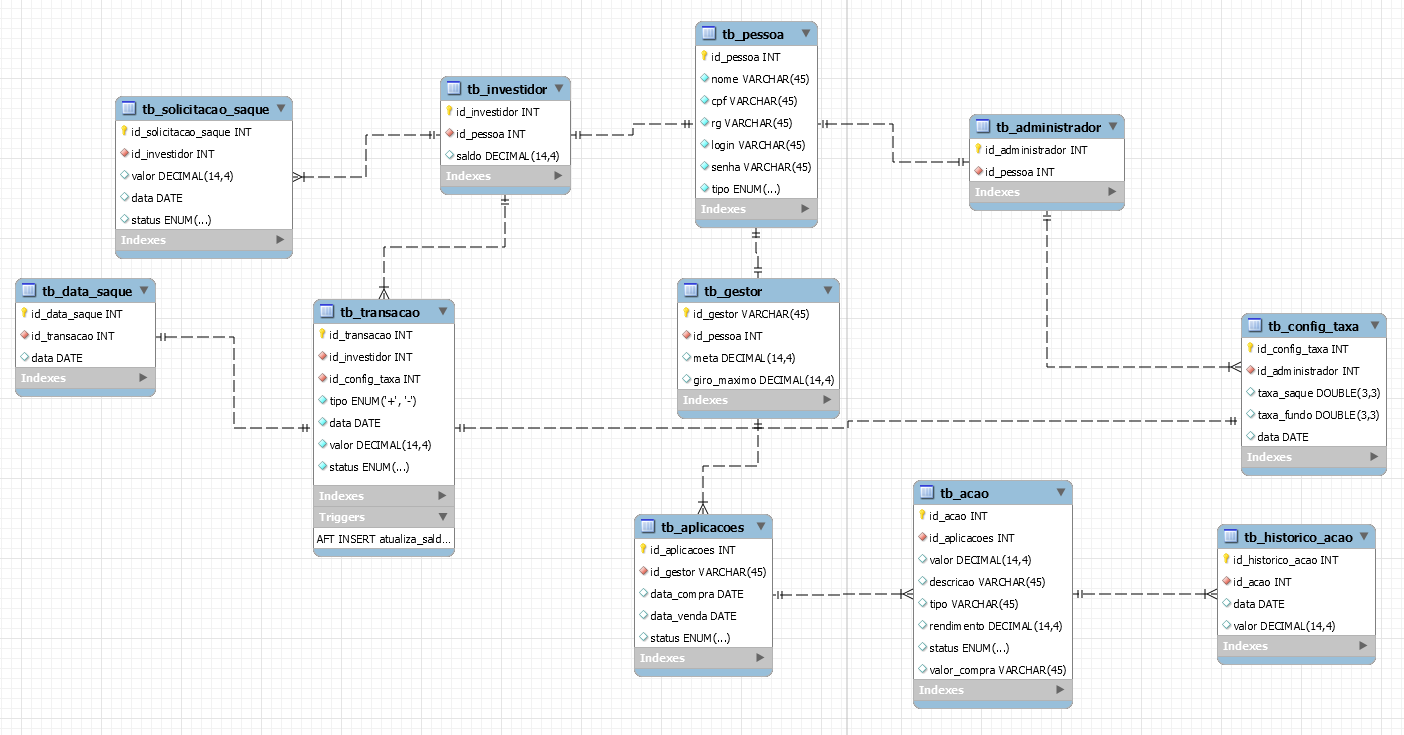 tb_pessoa
id_pessoa INT
nome VARCHAR(45)
cpf VARCHAR(45)
rg VARCHAR(45)
login VARCHAR(45)
senha VARCHAR(45)
tipo ENUM(...)
Indexes
tb_investidor
id_investidor INT
id_pessoa INT
saldo DECIMAL(14,4)
Indexes
tb_solicitacao_saque
id_solicitacao_saque INT
id_investidor INT
valor DECIMAL(14,4)
data DATE
status ENUM(...)
Indexes
tb_administrador
id_administrador INT
id_pessoa INT
Indexes
tb_data_saque
id_data_saque INT
id_transacao INT
data DATE
Indexes
tb_transacao
id_transacao INT
id_investidor INT
id_config_taxa INT
tipo ENUM('+', '-')
data DATE
valor DECIMAL(14,4)
status ENUM(...)
Indexes
Triggers
AFT INSERT atualiza_sald...
tb_gestor
id_gestor VARCHAR(45)
id_pessoa INT
meta DECIMAL(14,4)
giro_maximo DECIMAL(14,4)
Indexes
tb_config_taxa
id_config_taxa INT
id_administrador INT
taxa_saque DOUBLE(3,3)
taxa_fundo DOUBLE(3,3)
data DATE
Indexes
tb_aplicacoes
id_aplicacoes INT
id_gestor VARCHAR(45)
data_compra DATE
data_venda DATE
status ENUM(...)
Indexes
tb_acao
id_acao INT
id_aplicacoes INT
valor DECIMAL(14,4)
descricao VARCHAR(45)
tipo VARCHAR(45)
rendimento DECIMAL(14,4)
status ENUM(...)
valor_compra VARCHAR(45)
Indexes
tb_historico_acao
id_historico_acao INT
id_acao INT
data DATE
valor DECIMAL(14,4)
Indexes